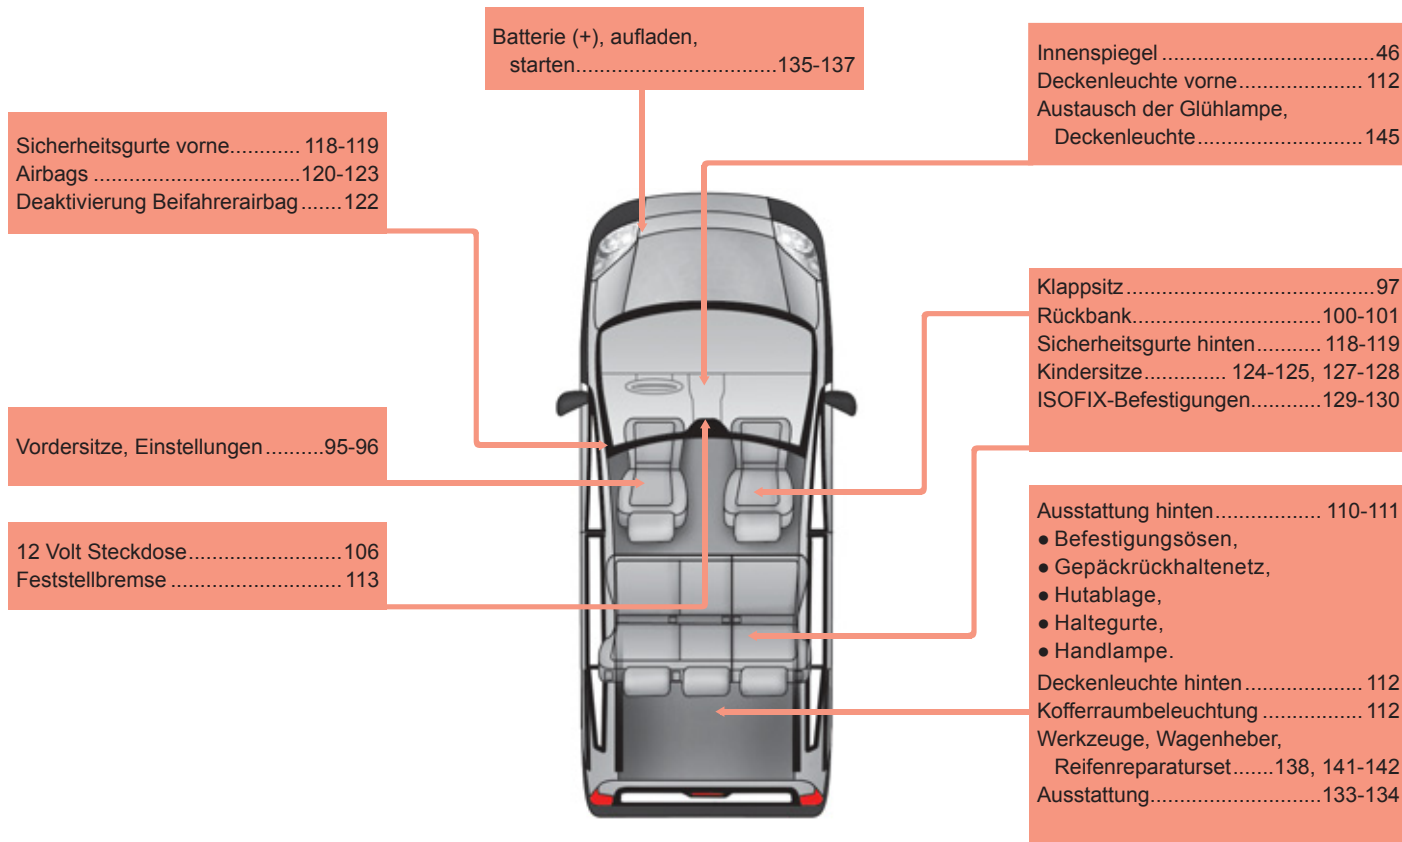 Batterie (+), aufladen,
starten..................................135-137
Innenspiegel ....................................46
Deckenleuchte vorne..................... 112
Austausch der Glühlampe,
Deckenleuchte............................145
Sicherheitsgurte vorne............ 118-119
Airbags ...................................120-123
Deaktivierung Beifahrerairbag.......122
Klappsitz..........................................97
Rückbank................................100-101
Sicherheitsgurte hinten........... 118-119
Kindersitze.............. 124-125, 127-128
ISOFIX-Befestigungen............129-130
Vordersitze, Einstellungen..........95-96
12 Volt Steckdose..........................106
Feststellbremse ............................. 113
Ausstattung hinten.................. 110-111
● Befestigungsösen,
● Gepäckrückhaltenetz,
● Hutablage,
● Haltegurte,
● Handlampe.
Deckenleuchte hinten.................... 112
Kofferraumbeleuchtung ................. 112
Werkzeuge, Wagenheber,
Reifenreparaturset.......138, 141-142
Ausstattung.............................133-134